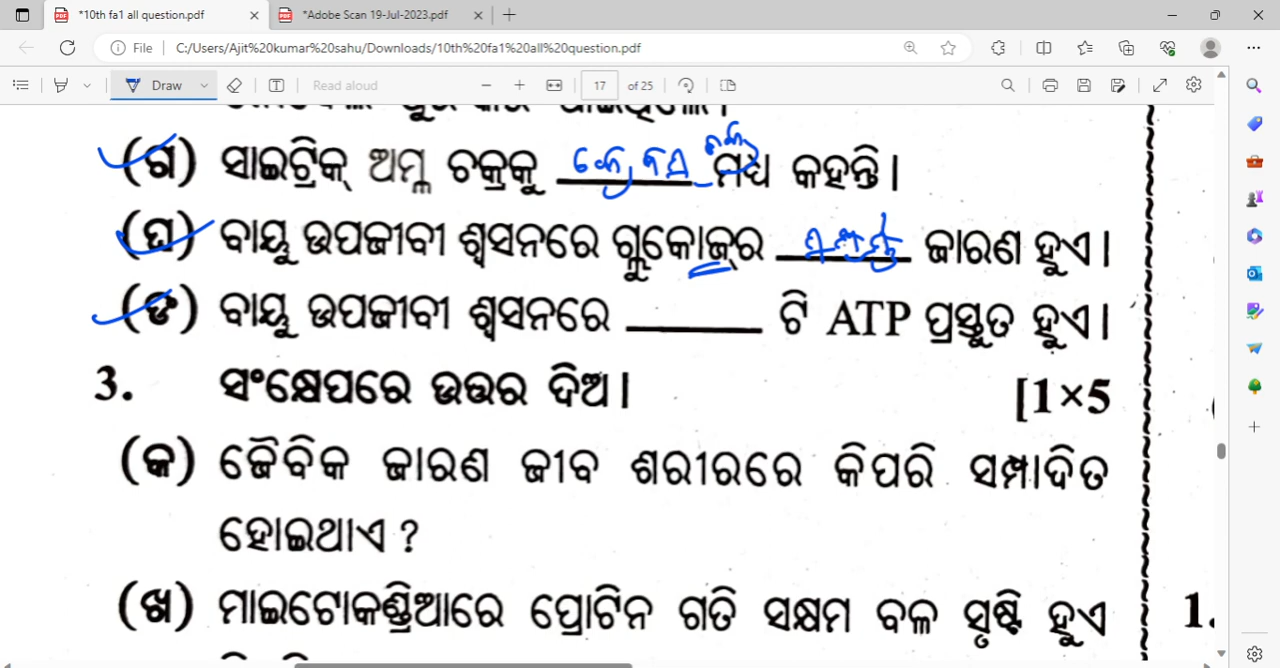 *10th fa1 all question.pdf
*Adobe Scan 19-Jul-2023.pdf
File C:/Users/Ajit%20kumar%20sahu/Downloads/10th%20fa1%20all%20question.pdf
Draw Read aloud 17 of 25
(ଗ) ସାଇଟ୍ରିକ୍ ଅମ୍ଳ ଚକ୍ରକୁ ମଧ୍ୟ କହନ୍ତି।
(ଘ) ବାୟୁ ଉପଜୀବୀ ଶ୍ୱସନରେ ଗ୍ଲୁକୋଜ୍‌ର ଜାରଣ ହୁଏ।
(ଙ) ବାୟୁ ଉପଜୀବୀ ଶ୍ୱସନରେ ________ ଟି ATP ପ୍ରସ୍ତୁତ ହୁଏ।
3. ସଂକ୍ଷେପରେ ଉତ୍ତର ଦିଅ। [1×5
(କ) ଜୈବିକ ଜାରଣ ଜୀବ ଶରୀରରେ କିପରି ସମ୍ପାଦିତ
ହୋଇଥାଏ ?
(ଖ) ମାଇଟୋକଣ୍ଡ୍ରିଆରେ ପ୍ରୋଟିନ ଗତି ସକ୍ଷମ ବଳ ସୃଷ୍ଟି ହୁଏ
1.